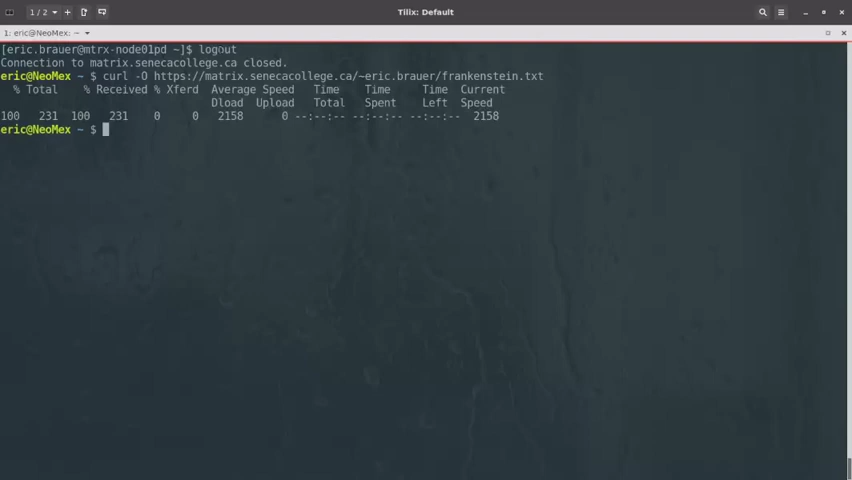 1 / 2
Tilix: Default
1: eric@NeoMex: ~
[eric.brauer@mtrx-node01pd ~]$ logout
Connection to matrix.senecacollege.ca closed.
eric@NeoMex ~ $ curl -O https://matrix.senecacollege.ca/~eric.brauer/frankenstein.txt
% Total % Received % Xferd Average Speed Time Time Time Current
Dload Upload Total Spent Left Speed
100 231 100 231 0 0 2158 0 --:--:-- --:--:-- --:--:-- 2158
eric@NeoMex ~ $